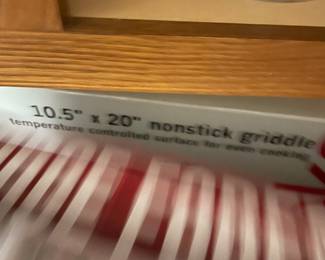 10.5" x 20" nonstick griddle
temperature controlled surface for even cooking